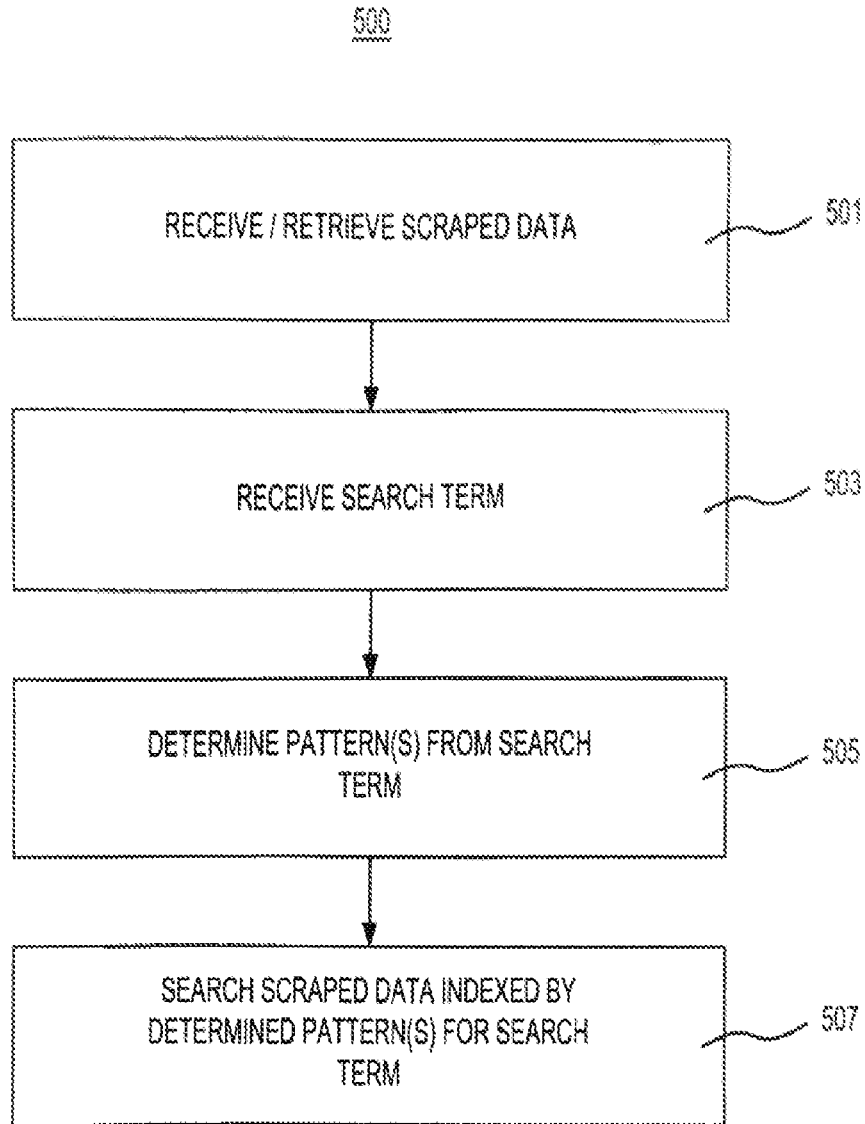 500
RECEIVE / RETRIEVE SCRAPED DATA
501
RECEIVE SEARCH TERM
503
DETERMINE PATTERN(S) FROM SEARCH
TERM
505
SEARCH SCRAPED DATA INDEXED BY
DETERMINED PATTERN(S) FOR SEARCH
TERM
507